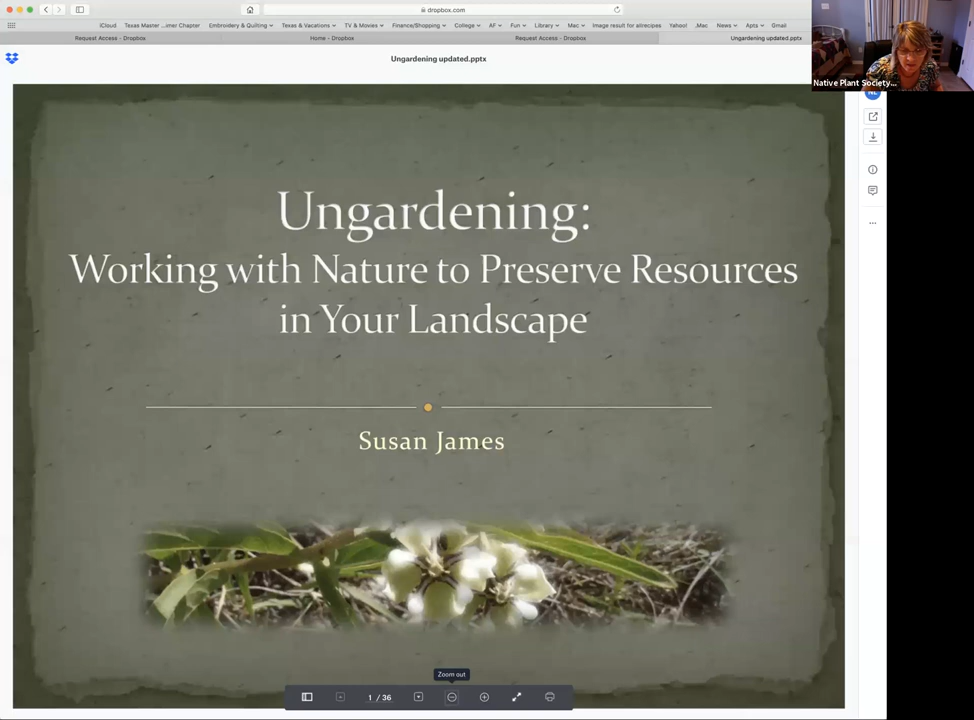 dropbox.com
iCloud Texas Master ...imer Chapter Embroidery & Quilting Texas & Vacations TV & Movies Finance/Shopping College AF Fun Library Mac Image result for allrecipes Yahoo! .Mac News Apts Gmail
Request Access - Dropbox Home - Dropbox Request Access - Dropbox Ungardening updated.pptx
Ungardening updated.pptx
Native Plant Society...
NL
Ungardening:
Working with Nature to Preserve Resources
in Your Landscape
Susan James
Zoom out
1 / 36